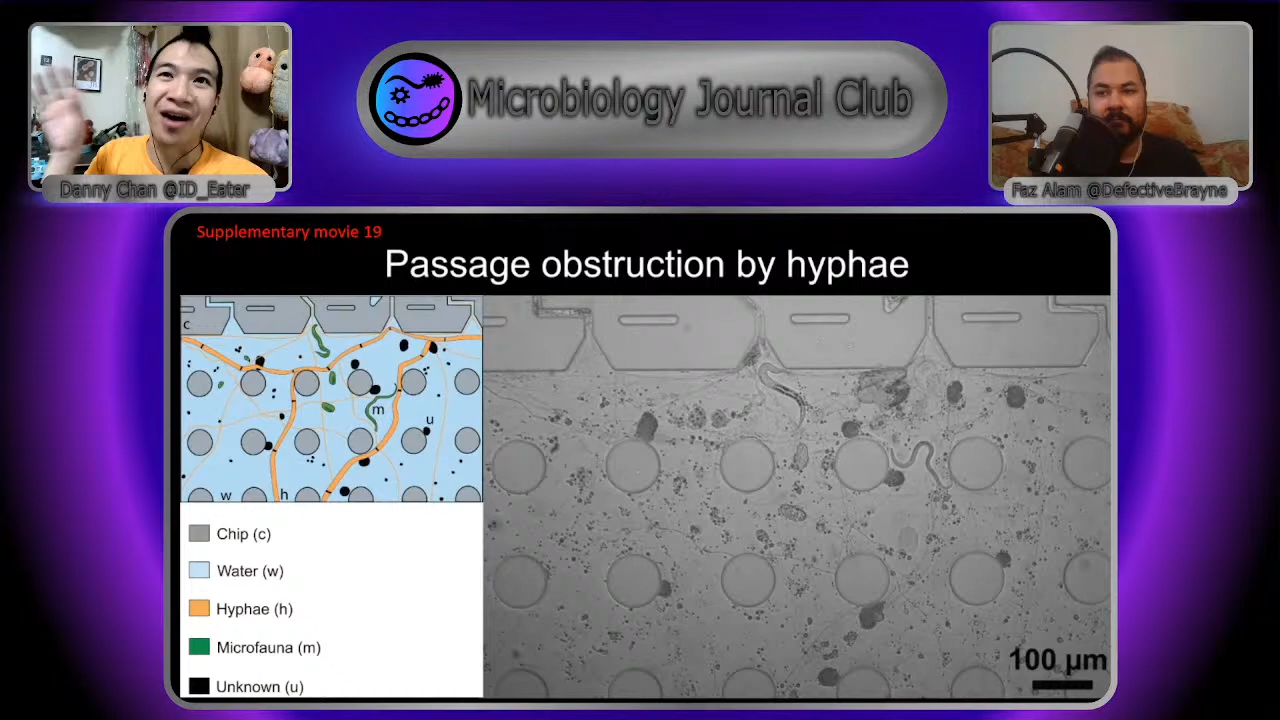 Microbiology Journal Club
Danny Chan @ID_Eater
Faz Alam @DefectiveBrayne
Supplementary movie 19
Passage obstruction by hyphae
c
m
u
w
h
Chip (c)
Water (w)
Hyphae (h)
Microfauna (m)
Unknown (u)
100 µm